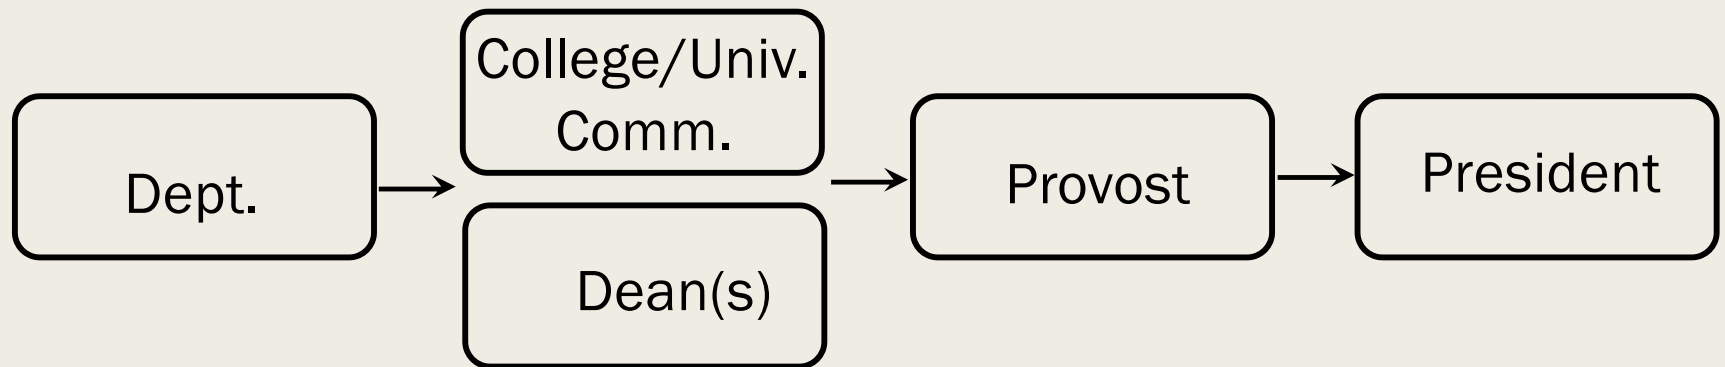 Dept.
College/Univ.
Comm.
Dean(s)
Provost
President